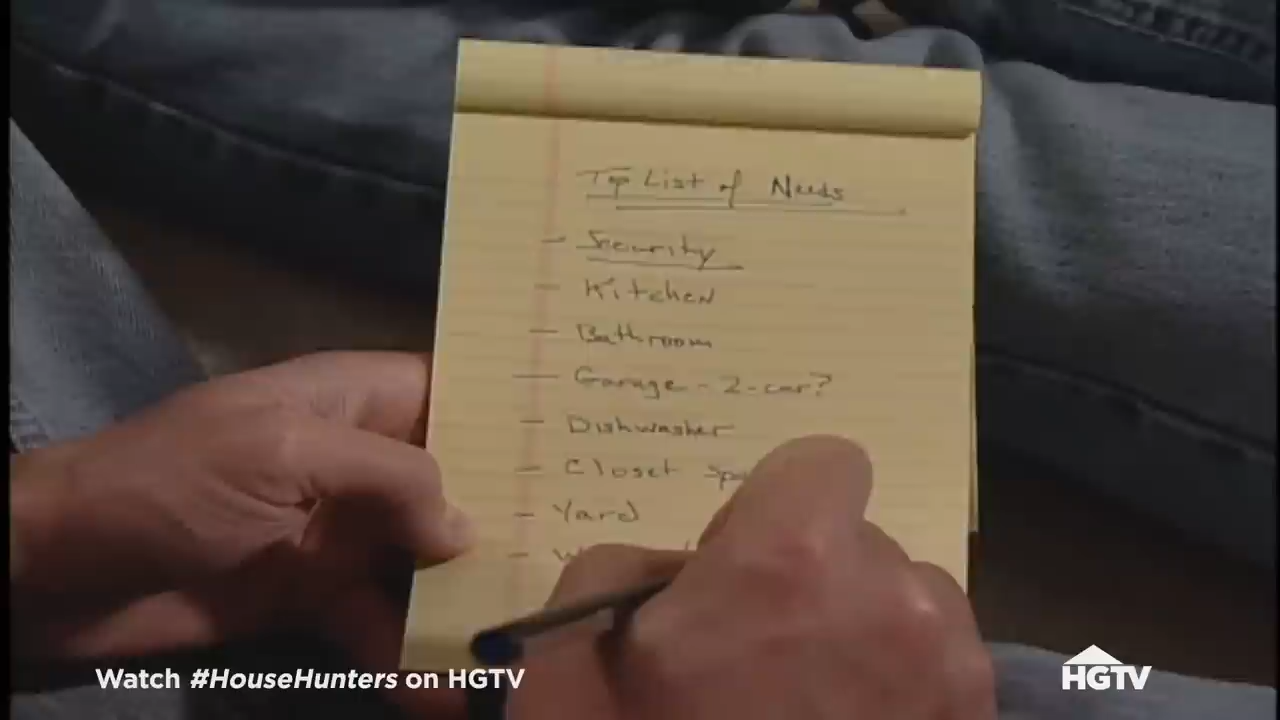 Top List of Needs
- Security
- Kitchen
- Bathroom
- Garage - 2-car?
- Dishwasher
- Closet
- Yard
-
Watch #HouseHunters on HGTV
HGTV